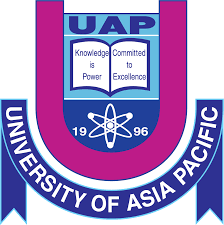 UAP
Knowledge
is
Power
Committed
to
Excellence
19 96
UNIVERSITY OF ASIA PACIFIC